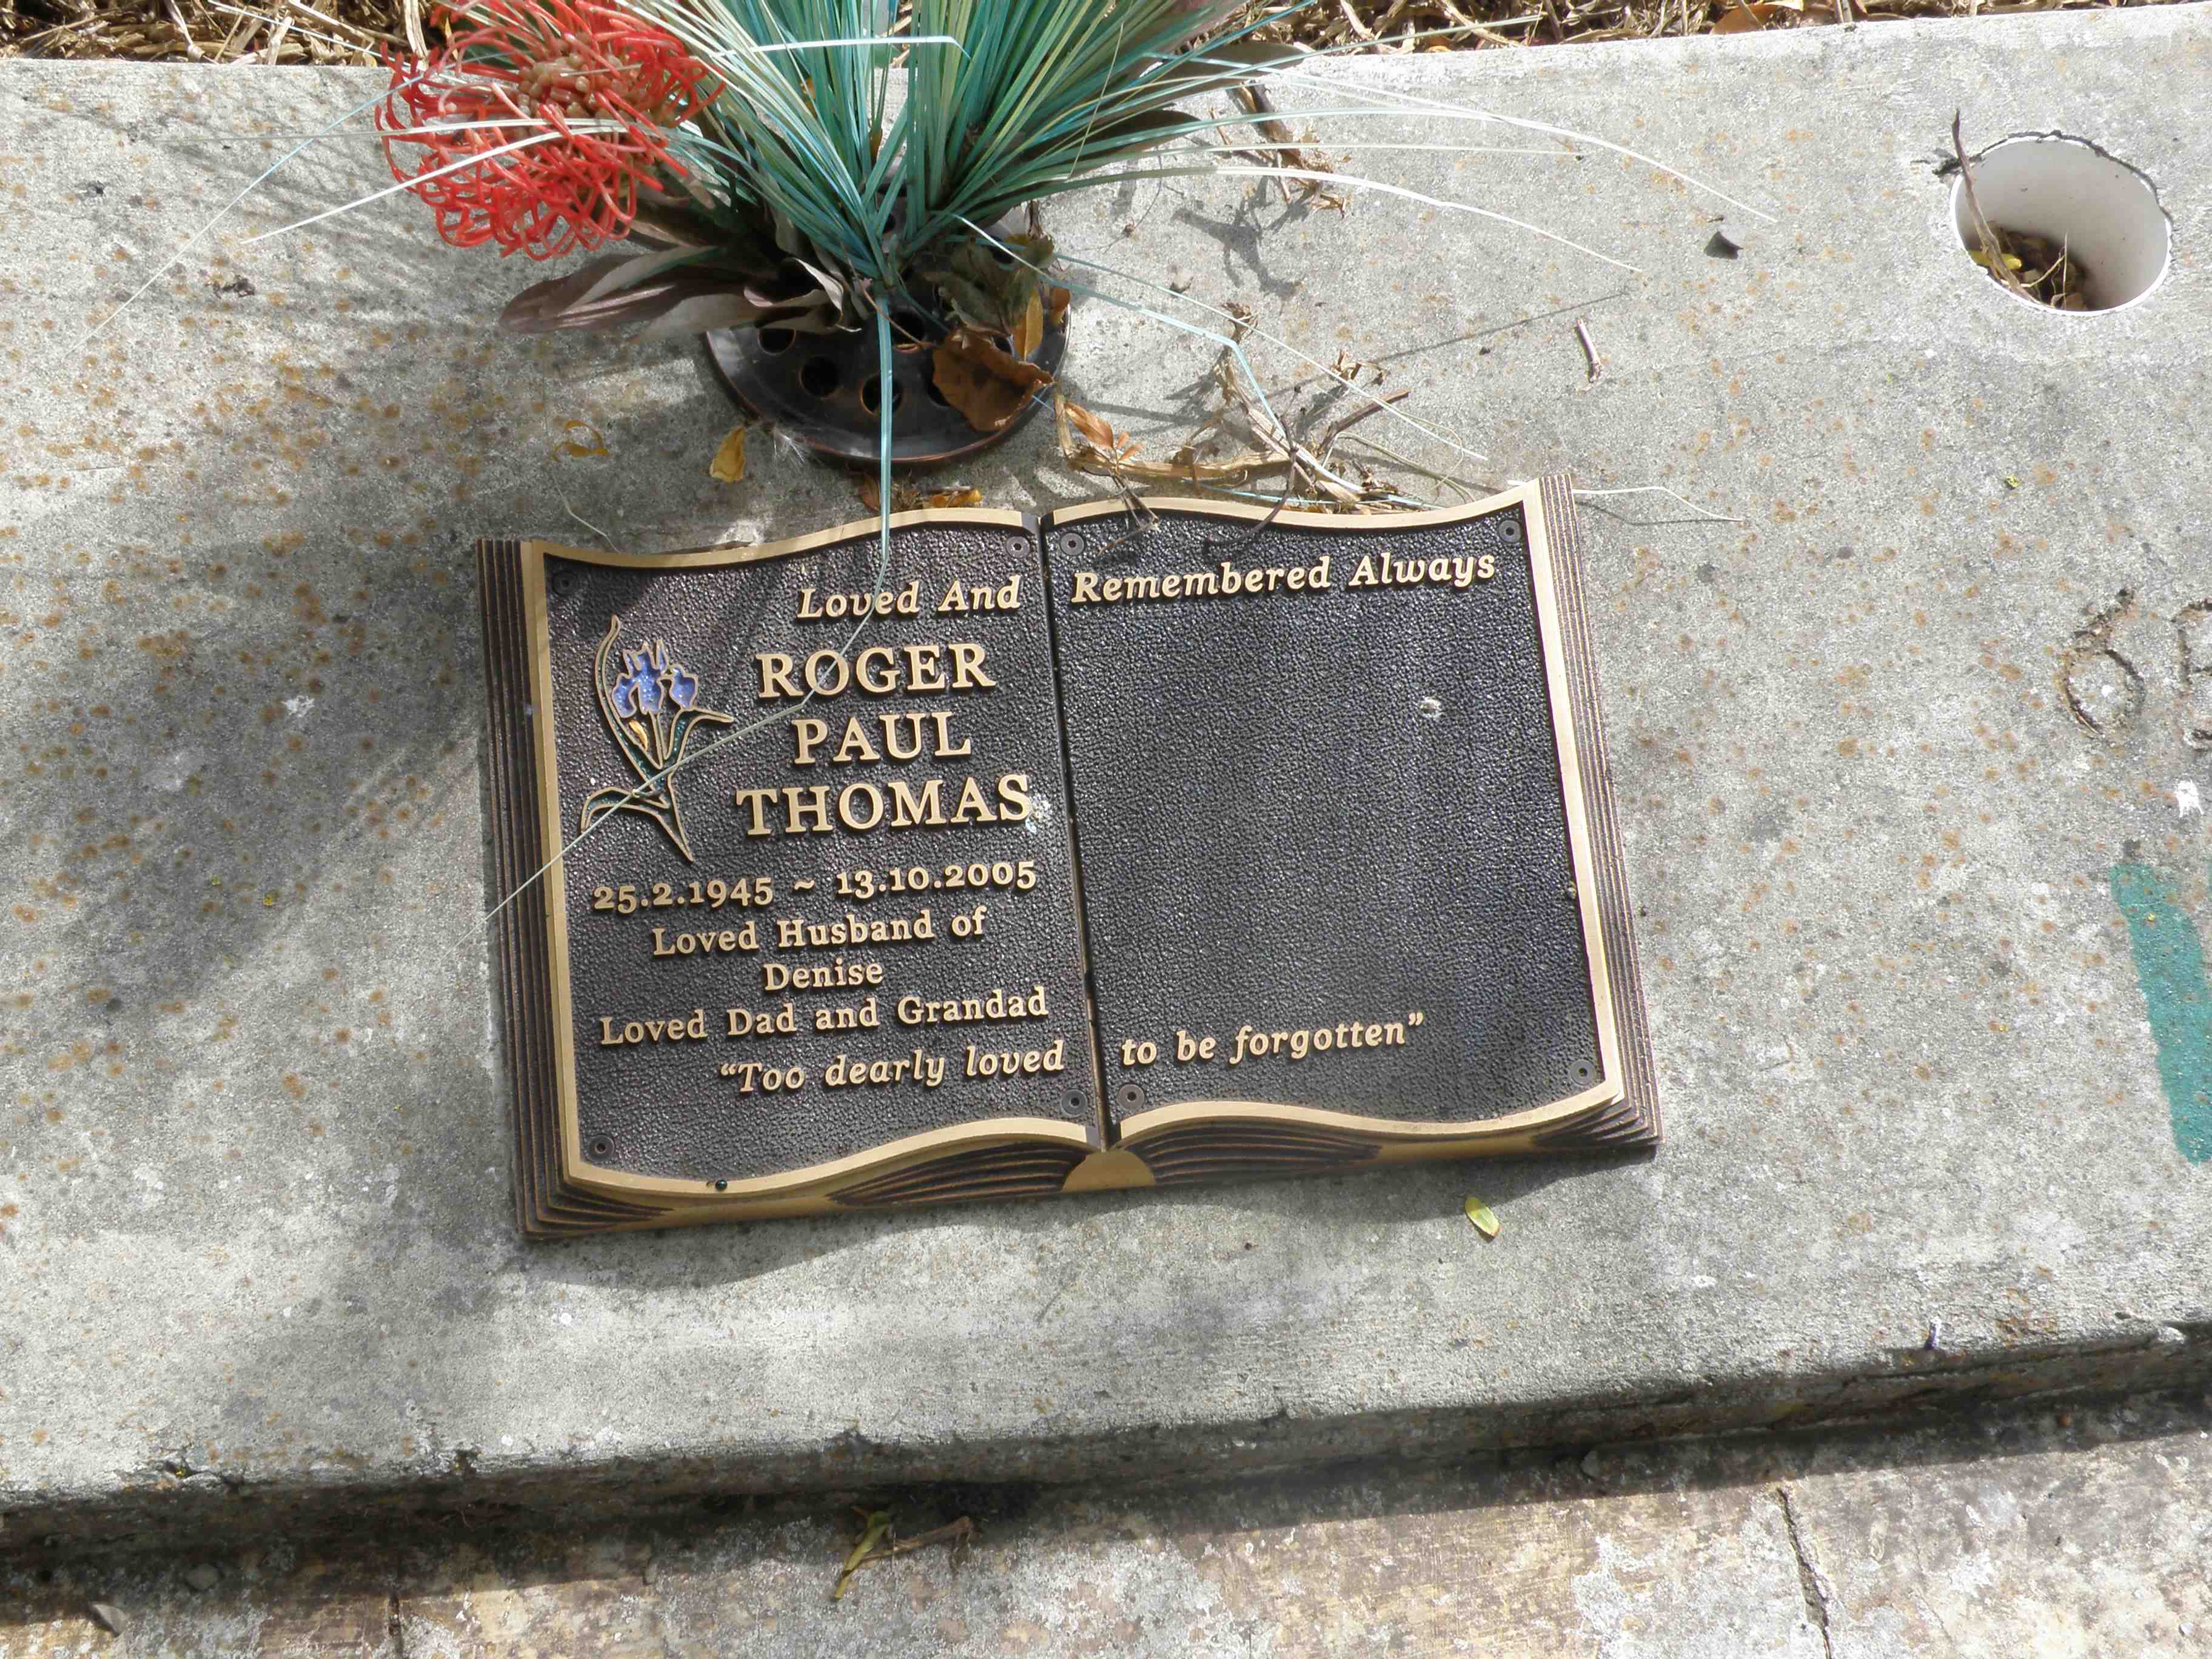 Loved And Remembered Always
ROGER
PAUL
THOMAS
25.2.1945 ~ 13.10.2005
Loved Husband of
Denise
Loved Dad and Grandad
“Too dearly loved to be forgotten”